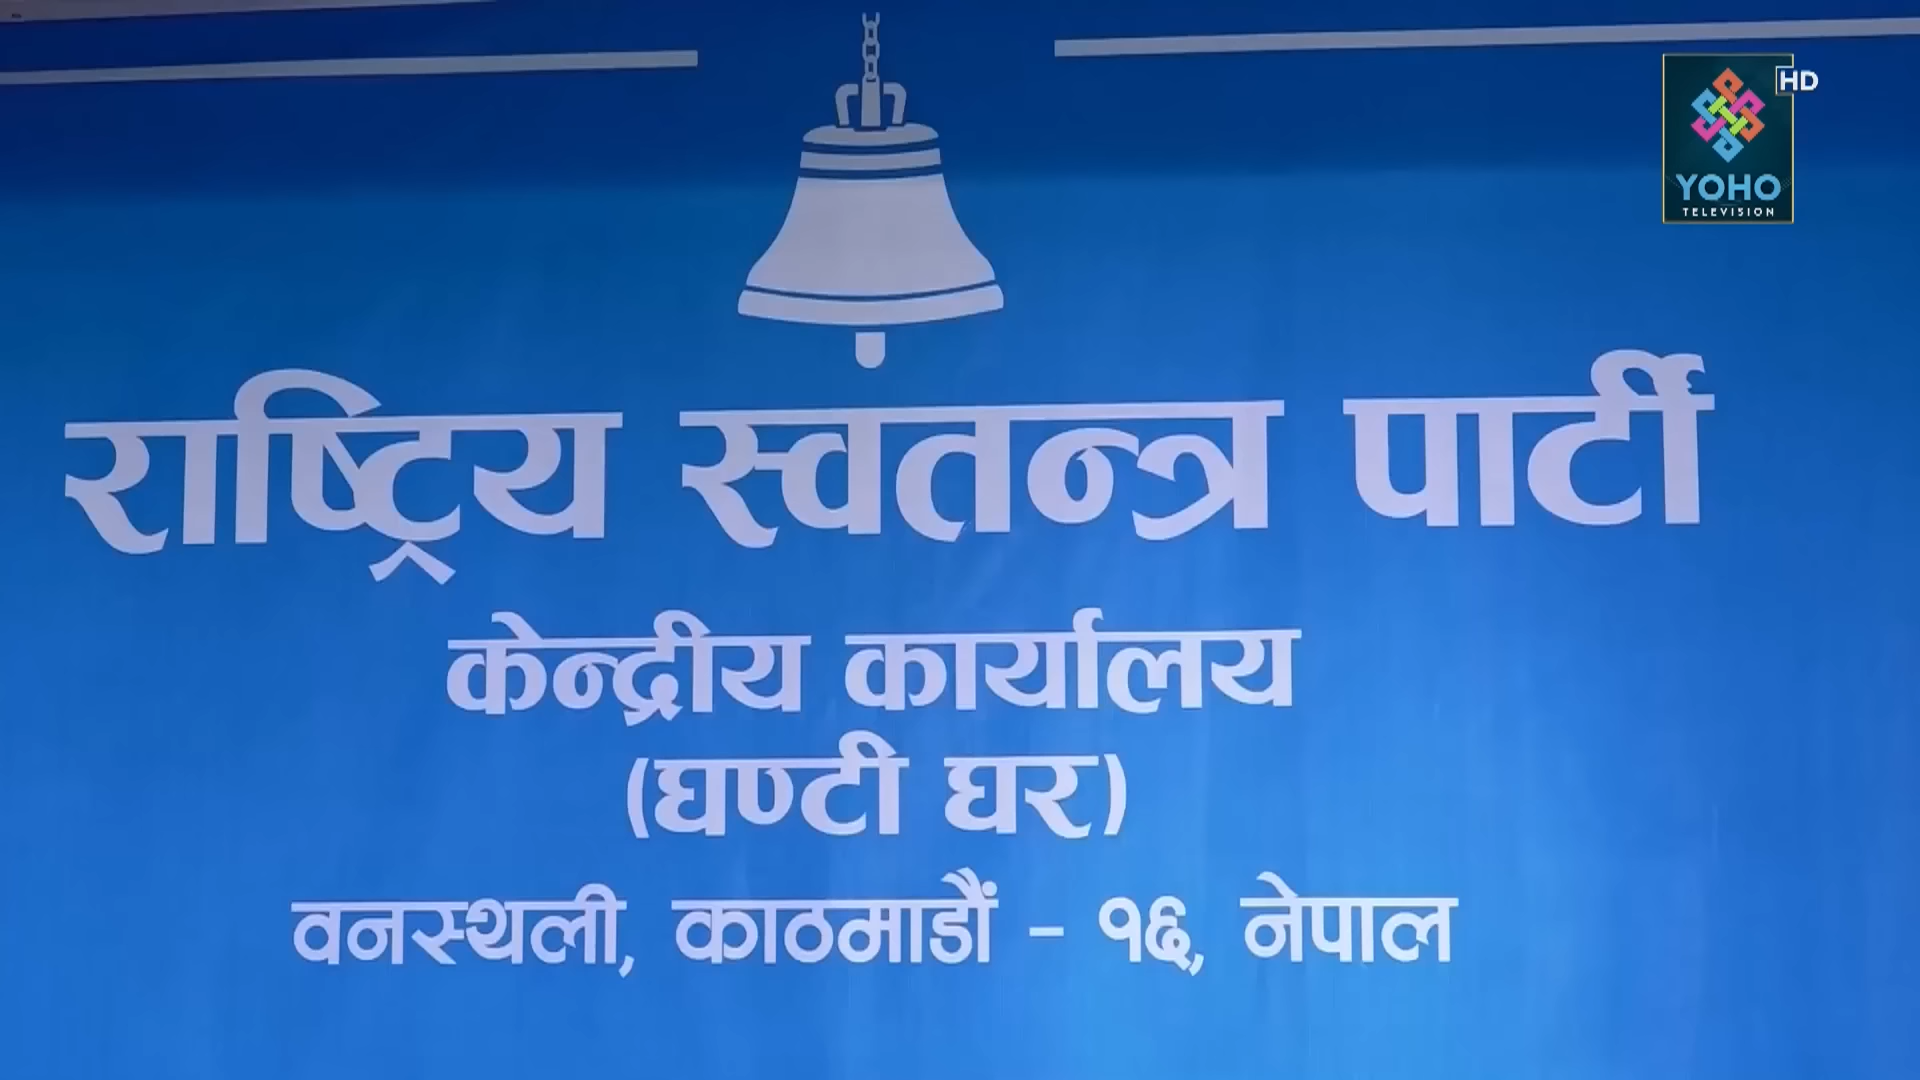 HD
YOHO
TELEVISION
राष्ट्रिय स्वतन्त्र पार्टी
केन्द्रीय कार्यालय
(घण्टी घर)
वनस्थली, काठमाडौं - १६, नेपाल